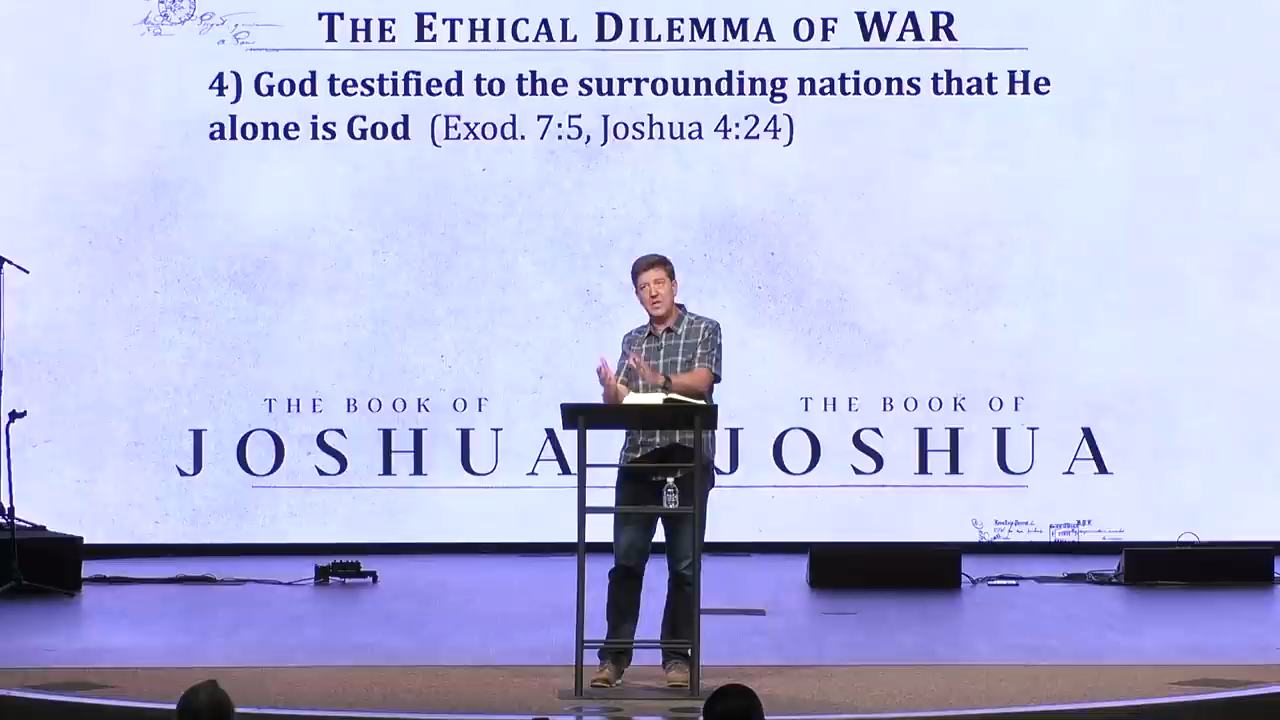 THE ETHICAL DILEMMA OF WAR
4) God testified to the surrounding nations that He
alone is God (Exod. 7:5, Joshua 4:24)
THE BOOK OF
JOSHUA
THE BOOK OF
JOSHUA